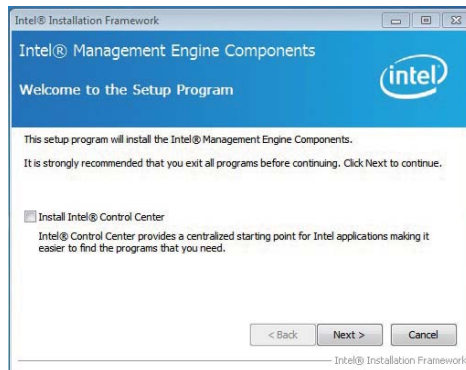 Intel® Installation Framework
Intel® Management Engine Components
Welcome to the Setup Program
intel
This setup program will install the Intel® Management Engine Components.
It is strongly recommended that you exit all programs before continuing. Click Next to continue.
Install Intel® Control Center
Intel® Control Center provides a centralized starting point for Intel applications making it
easier to find the programs that you need.
< Back Next > Cancel
Intel® Installation Framework